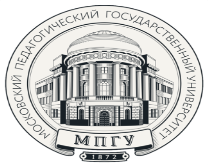 МОСКОВСКИЙ ПЕДАГОГИЧЕСКИЙ ГОСУДАРСТВЕННЫЙ УНИВЕРСИТЕТ
МПГУ
1872